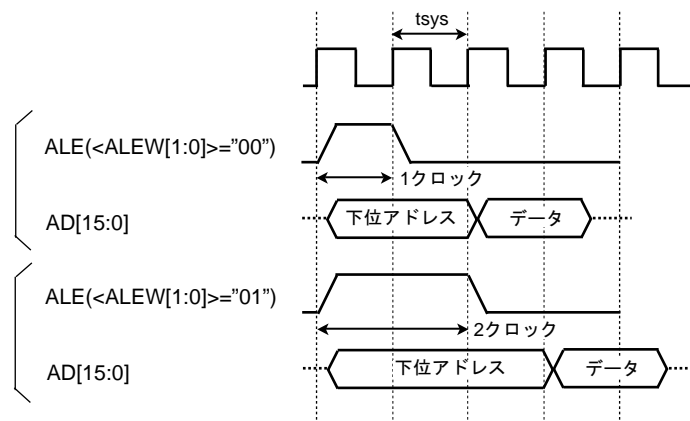 tsys
ALE(<ALEW[1:0]>=”00”)
1クロック
AD[15:0]
下位アドレス
データ
ALE(<ALEW[1:0]>=”01”)
2クロック
AD[15:0]
下位アドレス
データ